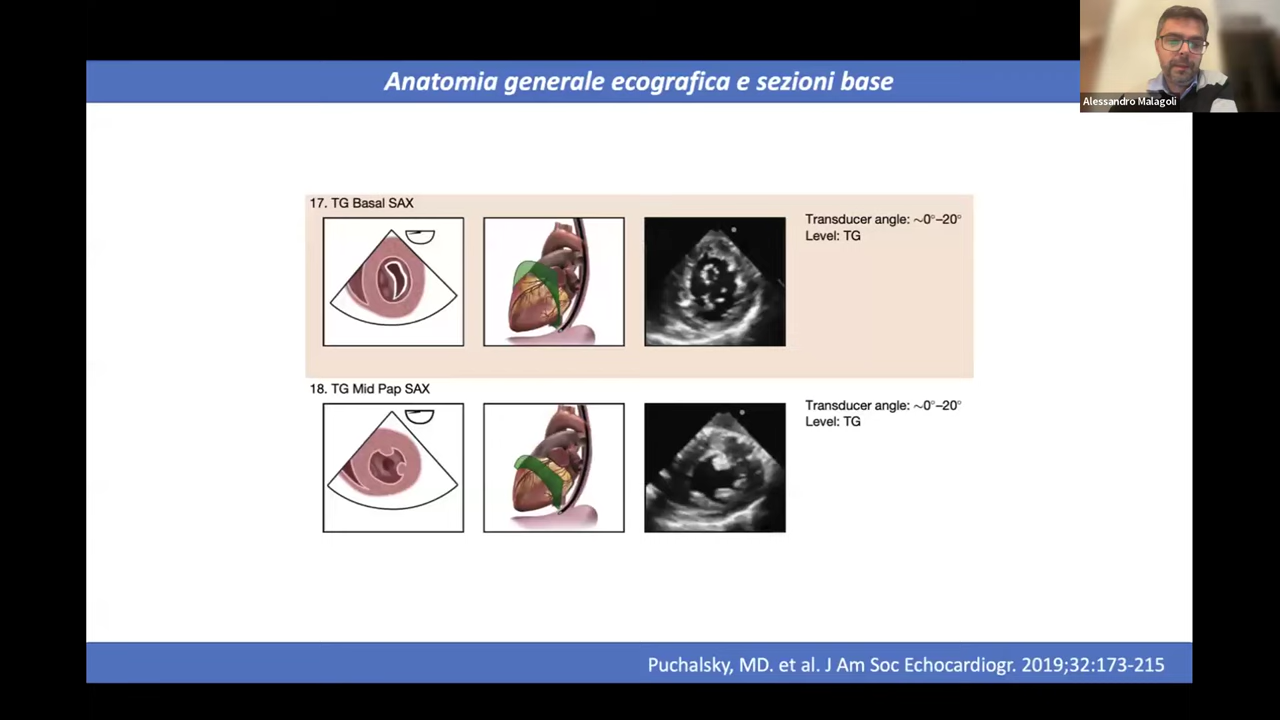 Anatomia generale ecografica e sezioni base
Alessandro Malagoli
17. TG Basal SAX
Transducer angle: ~0°–20°
Level: TG
18. TG Mid Pap SAX
Transducer angle: ~0°–20°
Level: TG
Puchalsky, MD. et al. J Am Soc Echocardiogr. 2019;32:173-215